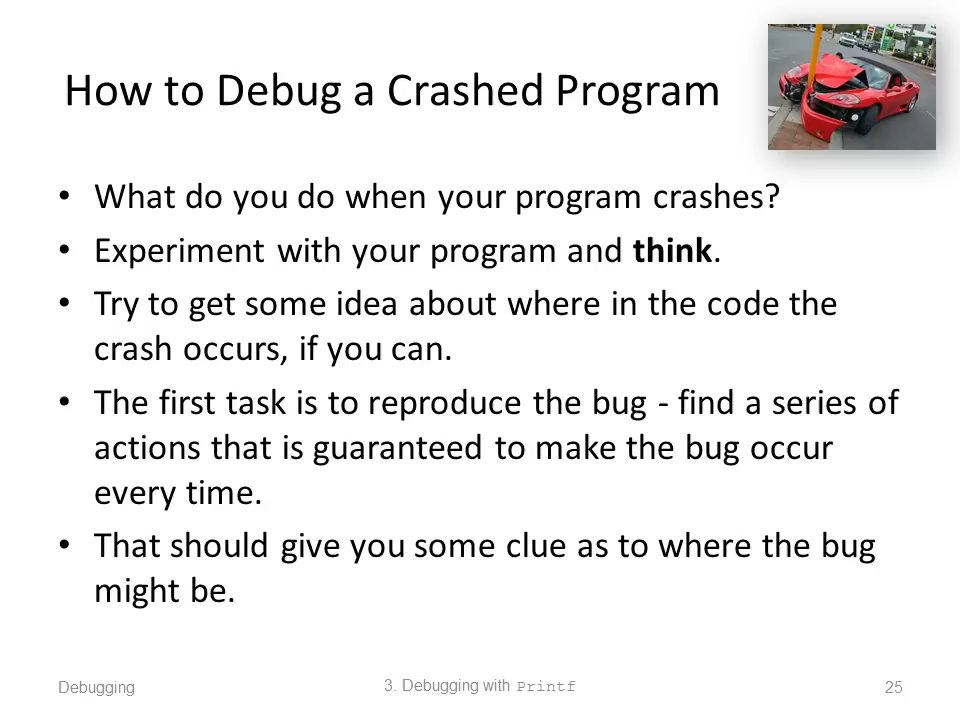 How to Debug a Crashed Program
• What do you do when your program crashes?
• Experiment with your program and think.
• Try to get some idea about where in the code the
crash occurs, if you can.
• The first task is to reproduce the bug - find a series of
actions that is guaranteed to make the bug occur
every time.
• That should give you some clue as to where the bug
might be.
Debugging
3. Debugging with Printf
25